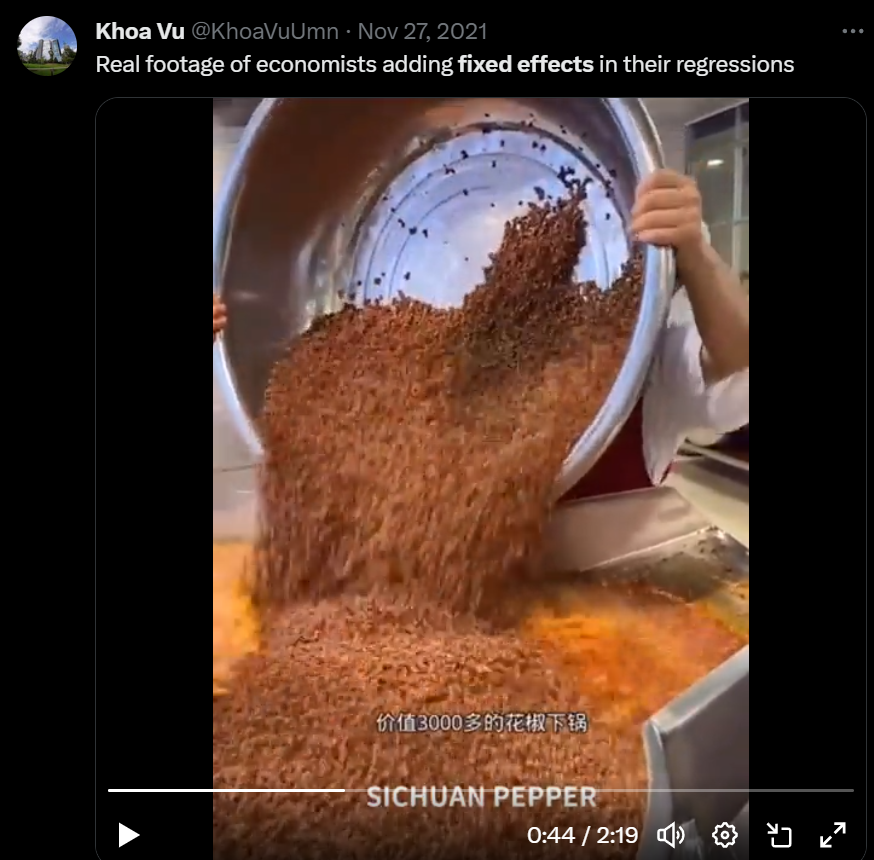 Khoa Vu @KhoaVuUmn · Nov 27, 2021
Real footage of economists adding fixed effects in their regressions
价值3000多的花椒下锅
SICHUAN PEPPER
0:44 / 2:19